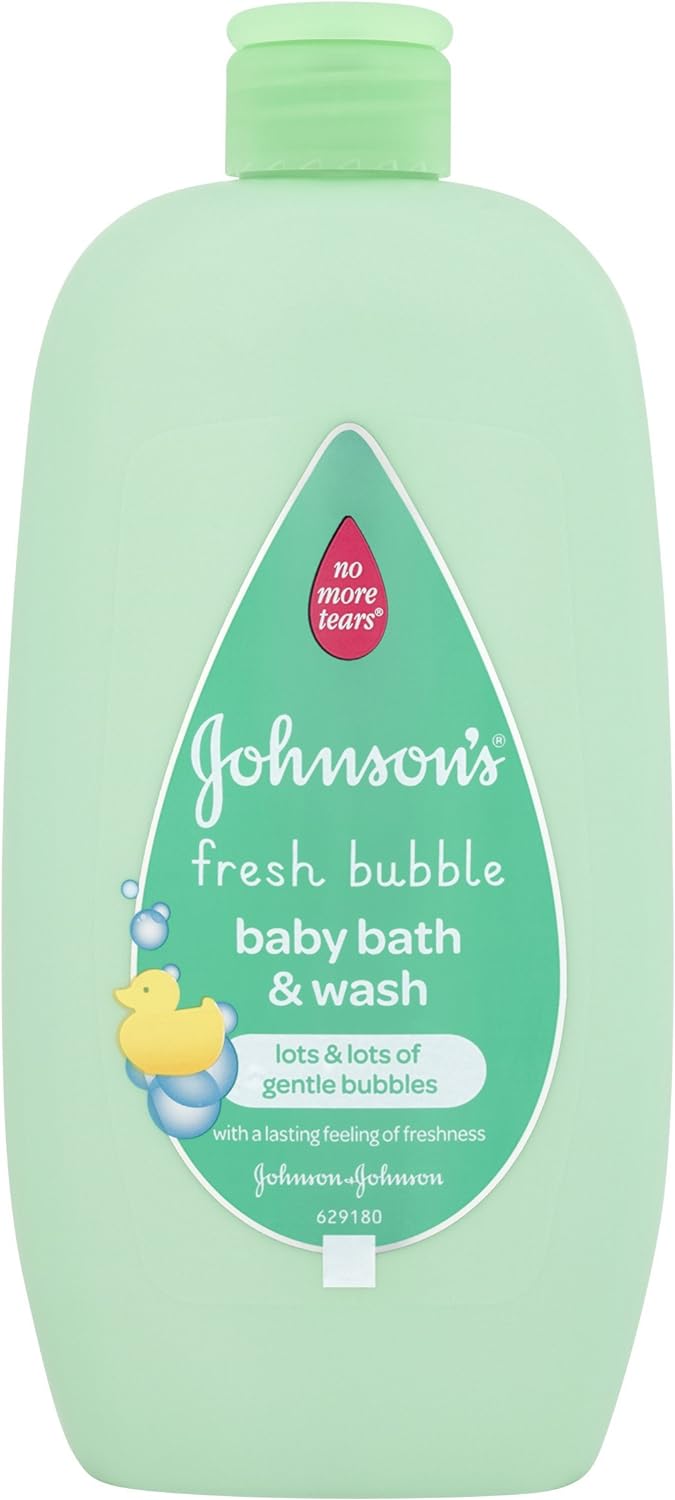 no
more
tears®
Johnson's®
fresh bubble
baby bath
& wash
lots & lots of
gentle bubbles
with a lasting feeling of freshness
Johnson & Johnson
629180